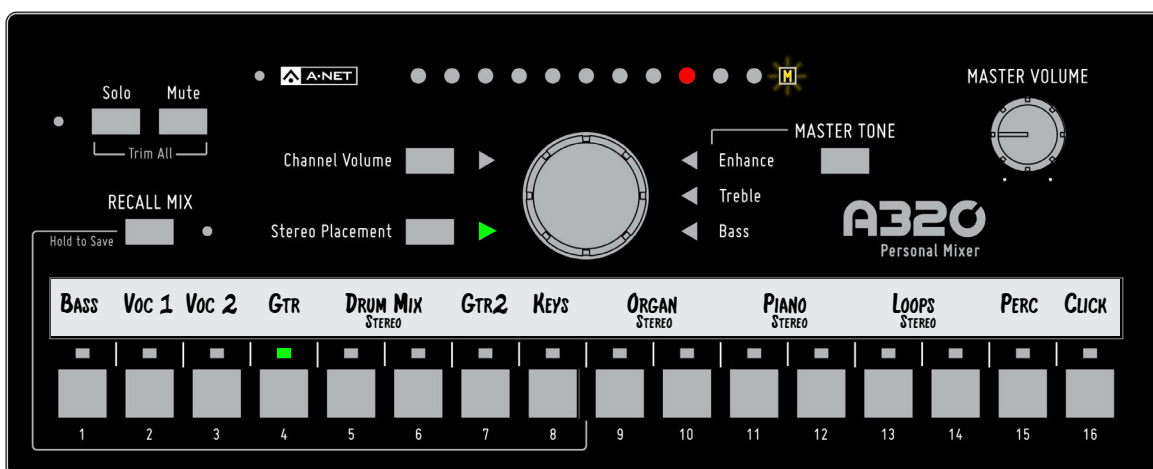 A·NET
M
MASTER VOLUME
Solo Mute
Trim All
MASTER TONE
Channel Volume
Enhance
Treble
RECALL MIX
Hold to Save
Stereo Placement
Bass
A320
Personal Mixer
BASS VOC 1 VOC 2 GTR DRUM MIX GTR2 KEYS ORGAN PIANO LOOPS PERC CLICK
STEREO STEREO STEREO STEREO
1 2 3 4 5 6 7 8 9 10 11 12 13 14 15 16